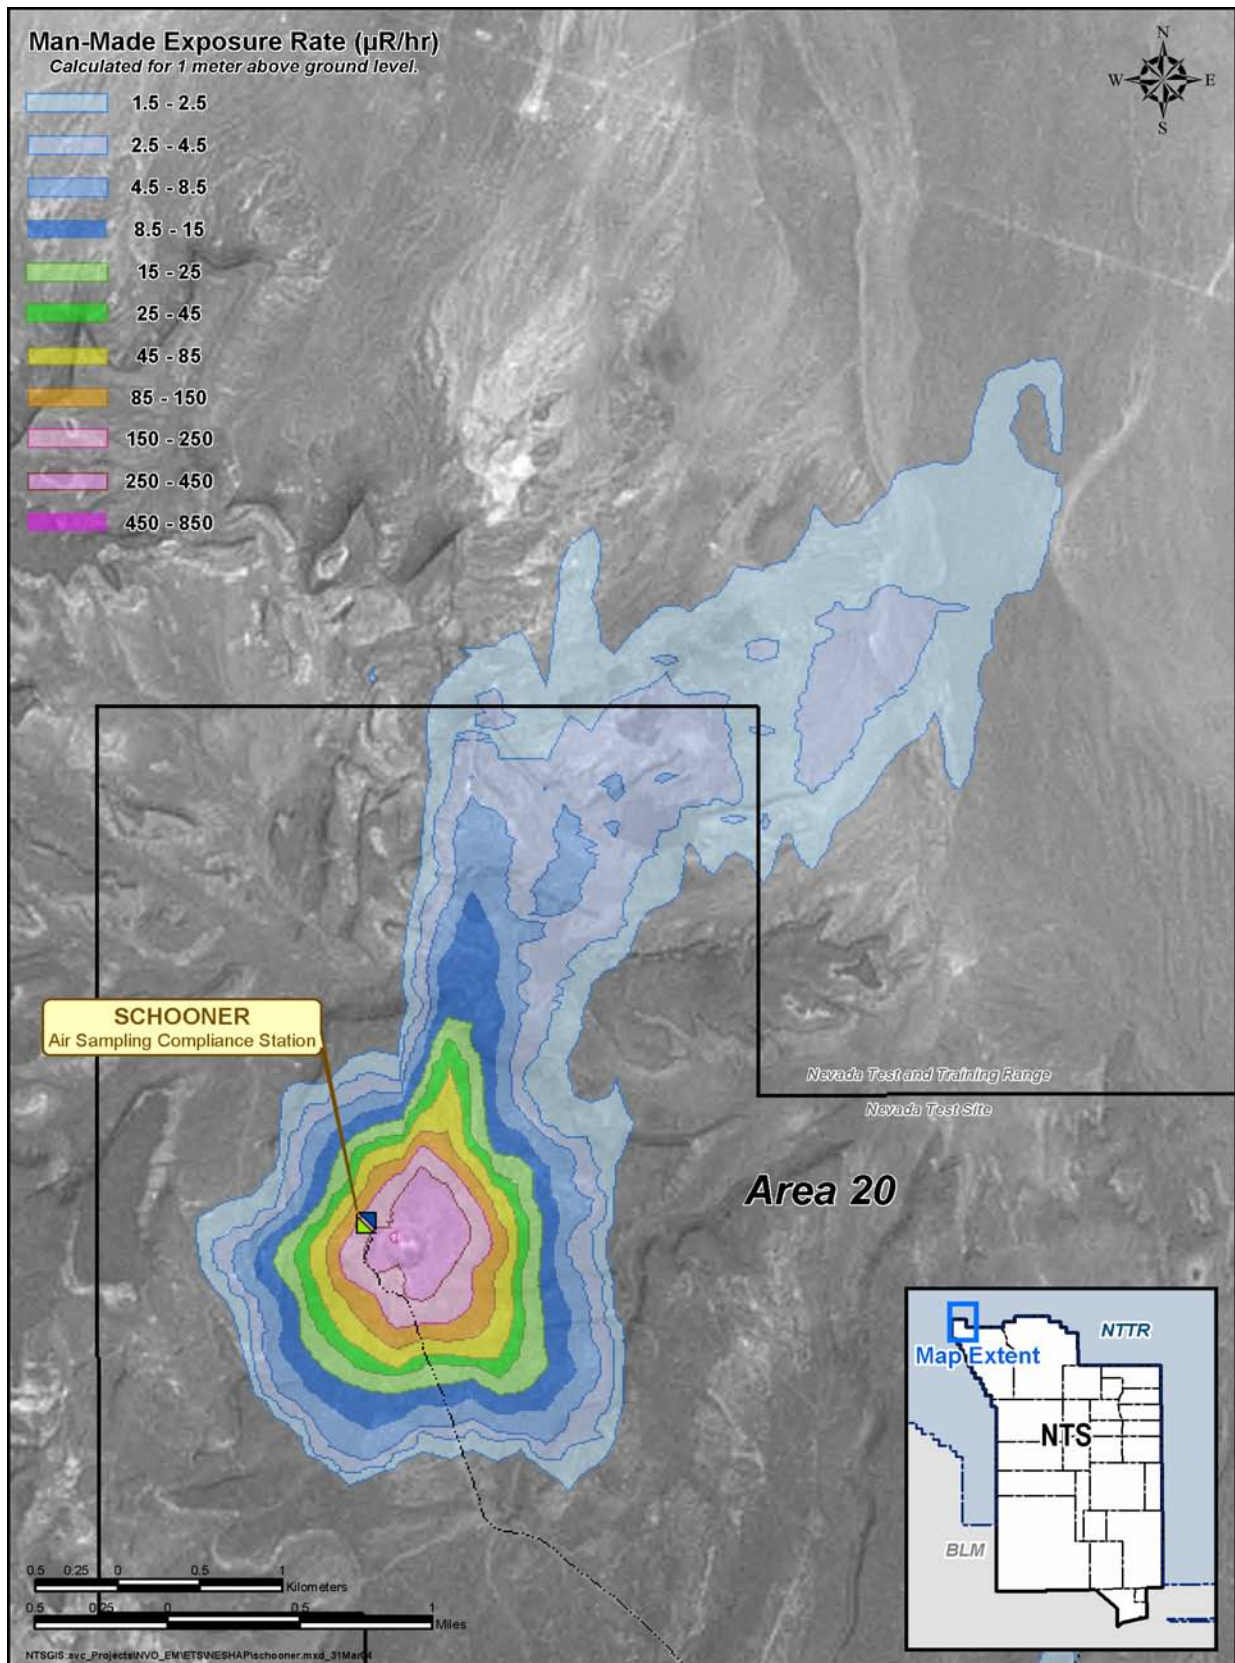 Man-Made Exposure Rate (µR/hr)
Calculated for 1 meter above ground level.
1.5 - 2.5
2.5 - 4.5
4.5 - 8.5
8.5 - 15
15 - 25
25 - 45
45 - 85
85 - 150
150 - 250
250 - 450
450 - 850
N
W E
S
SCHOONER
Air Sampling Compliance Station
Nevada Test and Training Range
Nevada Test Site
Area 20
NTTR
Map Extent
NTS
BLM
0.5 0.25 0 0.5 1
Kilometers
0.5 0.25 0 0.5 1
Miles